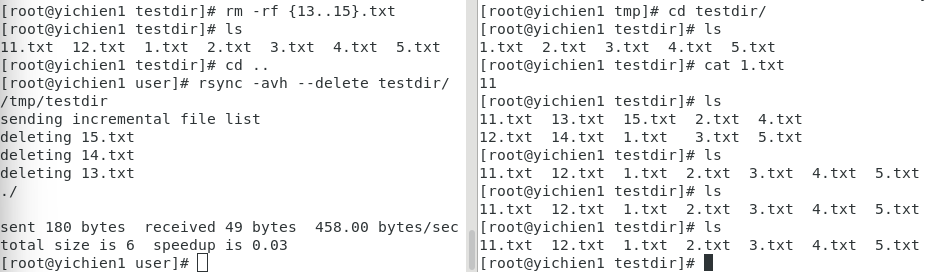 [root@yichien1 testdir]# rm -rf {13..15}.txt
[root@yichien1 testdir]# ls
11.txt  12.txt  1.txt  2.txt  3.txt  4.txt  5.txt
[root@yichien1 testdir]# cd ..
[root@yichien1 user]# rsync -avh --delete testdir/
/tmp/testdir
sending incremental file list
deleting 15.txt
deleting 14.txt
deleting 13.txt
./
sent 180 bytes  received 49 bytes  458.00 bytes/sec
total size is 6  speedup is 0.03
[root@yichien1 user]#
[root@yichien1 tmp]# cd testdir/
[root@yichien1 testdir]# ls
1.txt  2.txt  3.txt  4.txt  5.txt
[root@yichien1 testdir]# cat 1.txt
11
[root@yichien1 testdir]# ls
11.txt  13.txt  15.txt  2.txt  4.txt
12.txt  14.txt  1.txt   3.txt  5.txt
[root@yichien1 testdir]# ls
11.txt  12.txt  1.txt  2.txt  3.txt  4.txt  5.txt
[root@yichien1 testdir]# ls
11.txt  12.txt  1.txt  2.txt  3.txt  4.txt  5.txt
[root@yichien1 testdir]# ls
11.txt  12.txt  1.txt  2.txt  3.txt  4.txt  5.txt
[root@yichien1 testdir]#